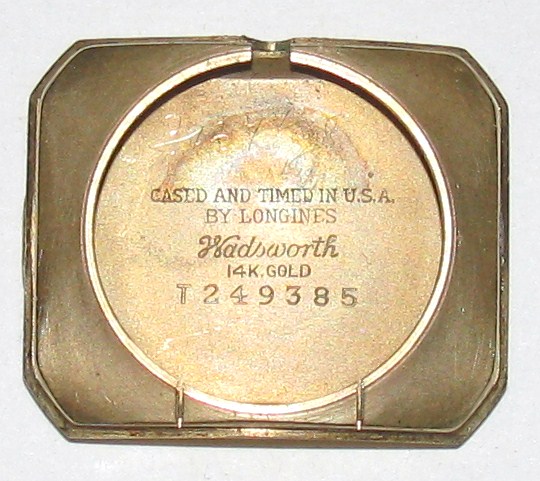 CASED AND TIMED IN U.S.A.
BY LONGINES
Wadsworth
14K. GOLD
T249385